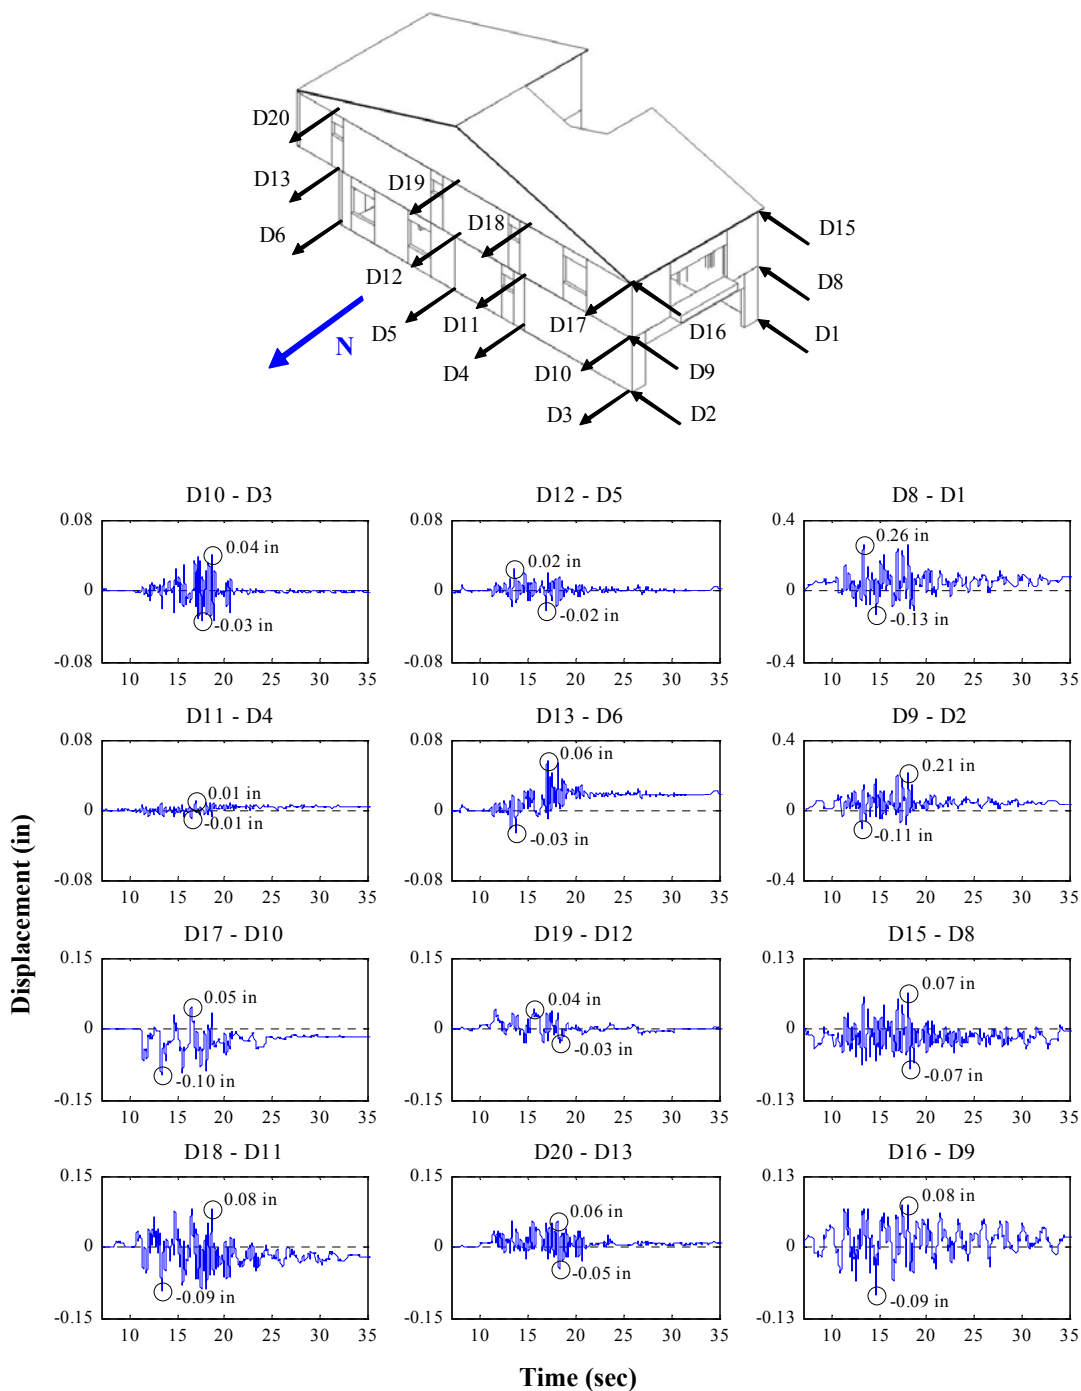 D20
D13
D19
D6
D18
D15
D12
D8
D5
D11
D17
D16
D1
N
D4
D10
D9
D3
D2
D10 - D3
D12 - D5
D8 - D1
0.08
0
-0.08
0.04 in
-0.03 in
10 15 20 25 30 35
0.08
0
-0.08
0.02 in
-0.02 in
10 15 20 25 30 35
0.4
0
-0.4
0.26 in
-0.13 in
10 15 20 25 30 35
D11 - D4
D13 - D6
D9 - D2
0.08
0
-0.08
0.01 in
-0.01 in
10 15 20 25 30 35
0.08
0
-0.08
0.06 in
-0.03 in
10 15 20 25 30 35
0.4
0
-0.4
0.21 in
-0.11 in
10 15 20 25 30 35
Displacement (in)
D17 - D10
D19 - D12
D15 - D8
0.15
0
-0.15
0.05 in
-0.10 in
10 15 20 25 30 35
0.15
0
-0.15
0.04 in
-0.03 in
10 15 20 25 30 35
0.13
0
-0.13
0.07 in
-0.07 in
10 15 20 25 30 35
D18 - D11
D20 - D13
D16 - D9
0.15
0
-0.15
0.08 in
-0.09 in
10 15 20 25 30 35
0.15
0
-0.15
0.06 in
-0.05 in
10 15 20 25 30 35
0.13
0
-0.13
0.08 in
-0.09 in
10 15 20 25 30 35
Time (sec)